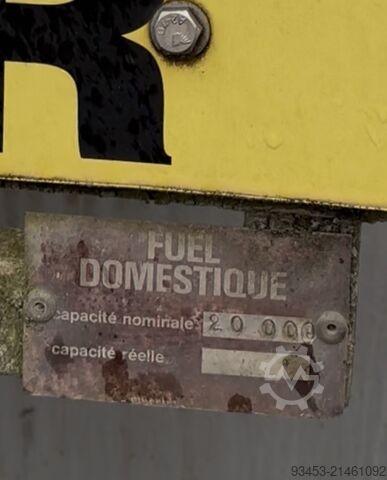 R
FUEL
DOMESTIQUE
capacité nominale 20 000
capacité réelle
93453-21461092